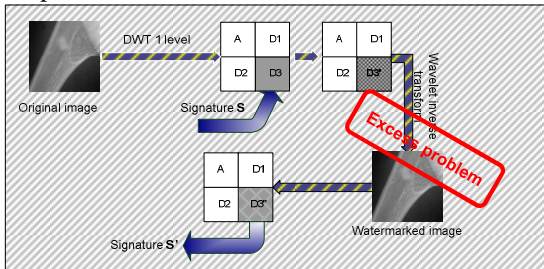 DWT 1 level
A D1
D2 D3
A D1
D2 D3'
Original image
Signature S
Wavelet inverse
transform
Excess problem
A D1
D2 D3"
Watermarked image
Signature S'